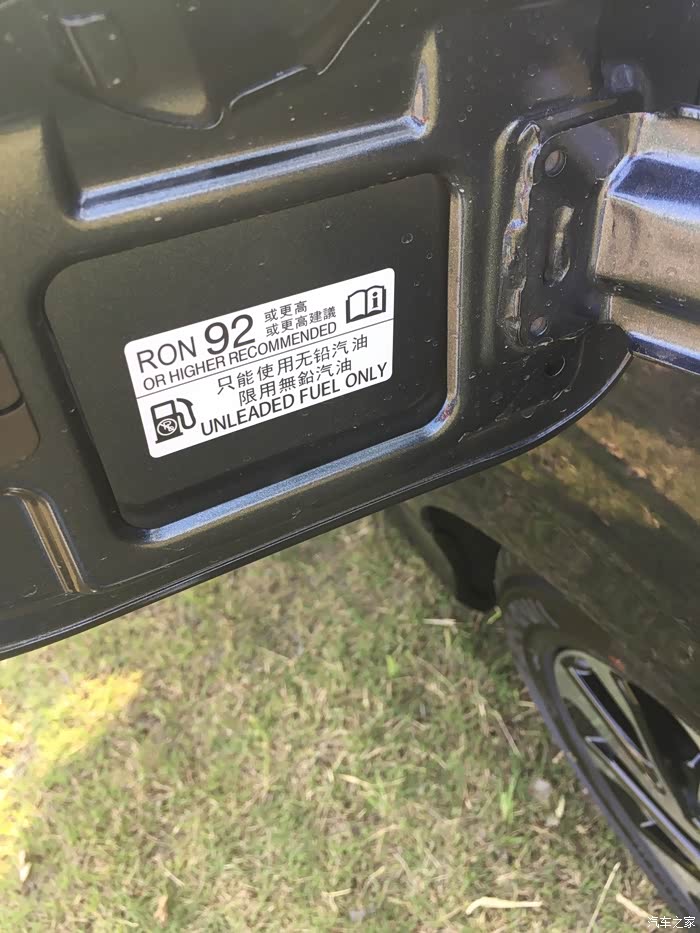 RON 92 或更高
或更高建議
OR HIGHER RECOMMENDED
只能使用无铅汽油
限用無鉛汽油
UNLEADED FUEL ONLY
汽车之家